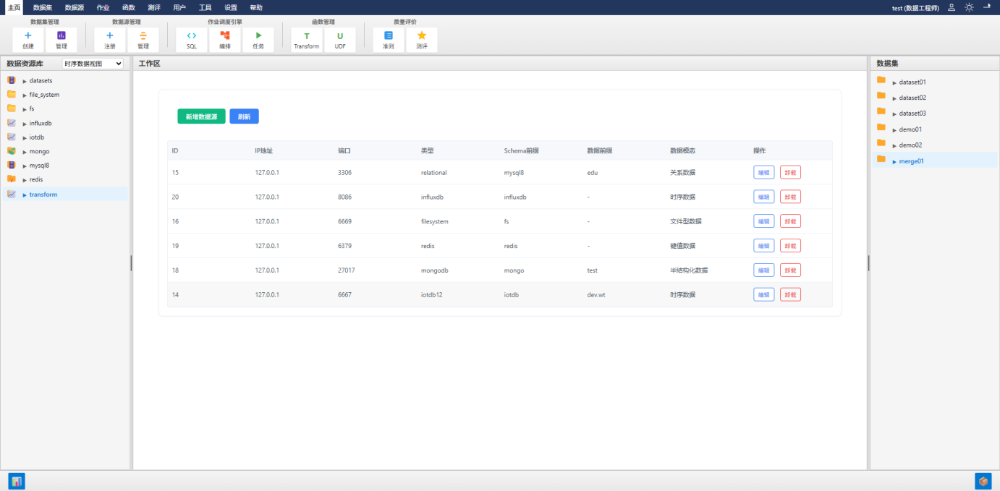 主页 数据集 数据源 作业 函数 测评 用户 工具 设置 帮助 test (数据工程师)
数据集管理 数据源管理 作业调度引擎 函数管理 质量评价
创建 管理 注册 管理 SQL 编排 任务 Transform UDF 准则 测评
数据资源库 时序数据视图
datasets
file_system
fs
influxdb
iotdb
mongo
mysql8
redis
transform
工作区
新增数据源 刷新
ID IP地址 端口 类型 Schema前缀 数据前缀 数据模态 操作
15 127.0.0.1 3306 relational mysql8 edu 关系数据 编辑 卸载
20 127.0.0.1 8086 influxdb influxdb - 时序数据 编辑 卸载
16 127.0.0.1 6669 filesystem fs - 文件型数据 编辑 卸载
19 127.0.0.1 6379 redis redis - 键值数据 编辑 卸载
18 127.0.0.1 27017 mongodb mongo test 半结构化数据 编辑 卸载
14 127.0.0.1 6667 iotdb12 iotdb dev.wt 时序数据 编辑 卸载
数据集
dataset01
dataset02
dataset03
demo01
demo02
merge01